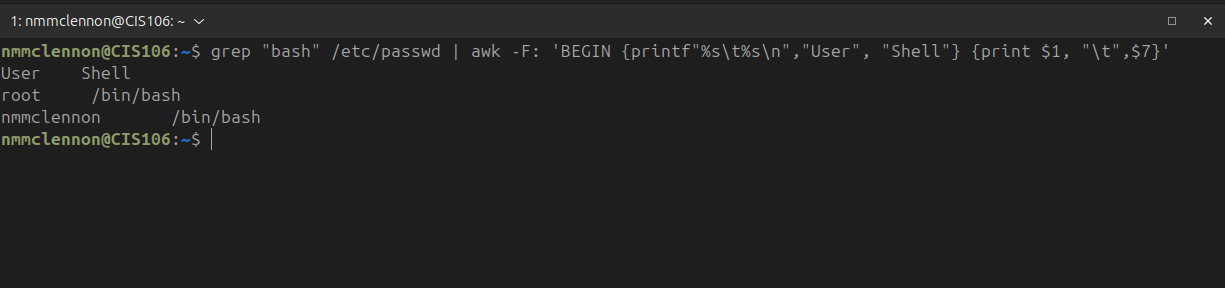 1: nmmclennon@CIS106: ~
nmmclennon@CIS106:~$ grep "bash" /etc/passwd | awk -F: 'BEGIN {printf"%s\t%s\n","User", "Shell"} {print $1, "\t",$7}'
User    Shell
root     /bin/bash
nmmclennon       /bin/bash
nmmclennon@CIS106:~$